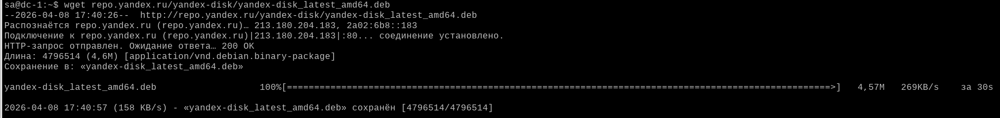 sa@dc-1:~$ wget repo.yandex.ru/yandex-disk/yandex-disk_latest_amd64.deb
--2026-04-08 17:40:26--  http://repo.yandex.ru/yandex-disk/yandex-disk_latest_amd64.deb
Распознаётся repo.yandex.ru (repo.yandex.ru)… 213.180.204.183, 2a02:6b8::183
Подключение к repo.yandex.ru (repo.yandex.ru)|213.180.204.183|:80... соединение установлено.
HTTP-запрос отправлен. Ожидание ответа… 200 OK
Длина: 4796514 (4,6M) [application/vnd.debian.binary-package]
Сохранение в: «yandex-disk_latest_amd64.deb»
yandex-disk_latest_amd64.deb                   100%[====================================================================================================>]   4,57M   269KB/s    за 30s
2026-04-08 17:40:57 (158 KB/s) - «yandex-disk_latest_amd64.deb» сохранён [4796514/4796514]